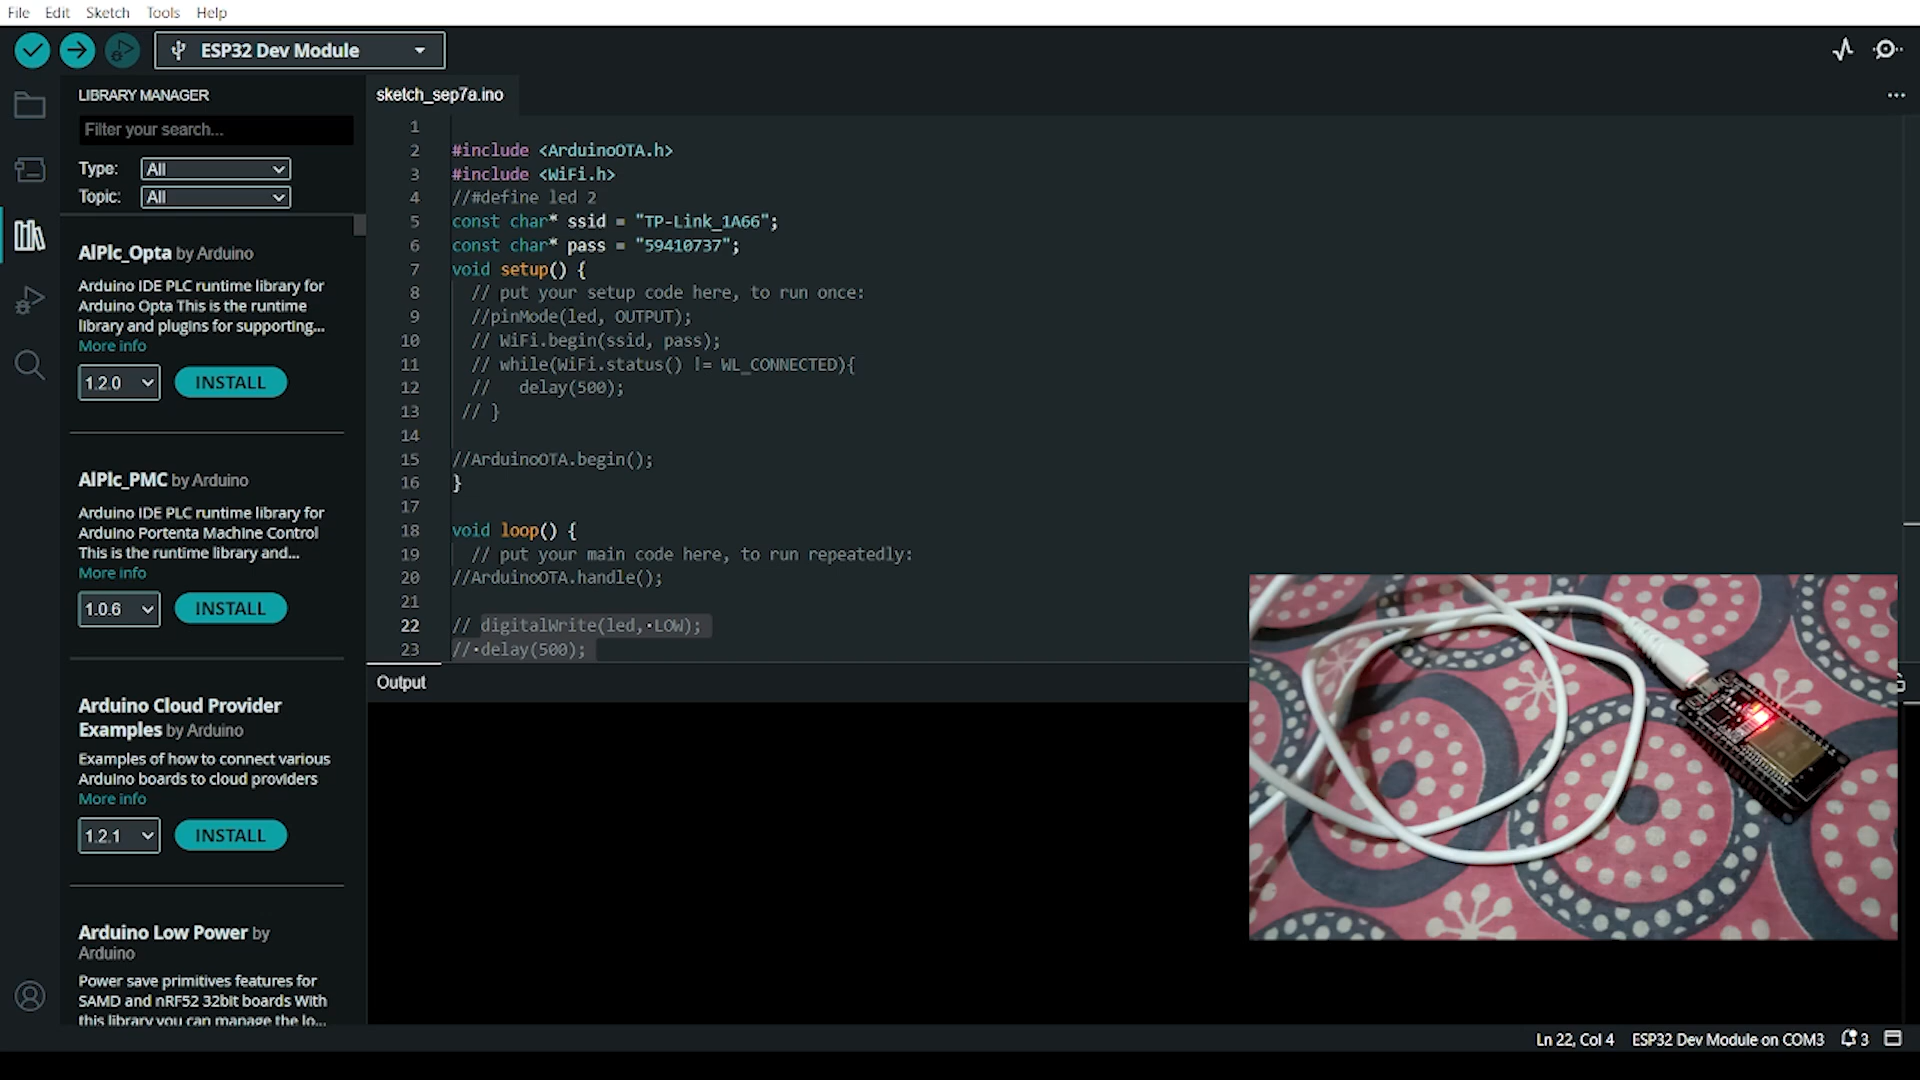 File Edit Sketch Tools Help
ESP32 Dev Module
LIBRARY MANAGER
Filter your search...
Type: All
Topic: All
AlPlc_Opta by Arduino
Arduino IDE PLC runtime library for
Arduino Opta This is the runtime
library and plugins for supporting...
More info
1.2.0 INSTALL
AlPlc_PMC by Arduino
Arduino IDE PLC runtime library for
Arduino Portenta Machine Control
This is the runtime library and...
More info
1.0.6 INSTALL
Arduino Cloud Provider
Examples by Arduino
Examples of how to connect various
Arduino boards to cloud providers
More info
1.2.1 INSTALL
Arduino Low Power by
Arduino
Power save primitives features for
SAMD and nRF52 32bit boards With
this library you can manage the lo...
sketch_sep7a.ino
1
2 #include <ArduinoOTA.h>
3 #include <WiFi.h>
4 //#define led 2
5 const char* ssid = "TP-Link_1A66";
6 const char* pass = "59410737";
7 void setup() {
8 // put your setup code here, to run once:
9 //pinMode(led, OUTPUT);
10 // WiFi.begin(ssid, pass);
11 // while(WiFi.status() != WL_CONNECTED){
12 //   delay(500);
13 // }
14
15 //ArduinoOTA.begin();
16 }
17
18 void loop() {
19 // put your main code here, to run repeatedly:
20 //ArduinoOTA.handle();
21
22 // digitalWrite(led,·LOW);
23 //·delay(500);
Output
Ln 22, Col 4 ESP32 Dev Module on COM3 3